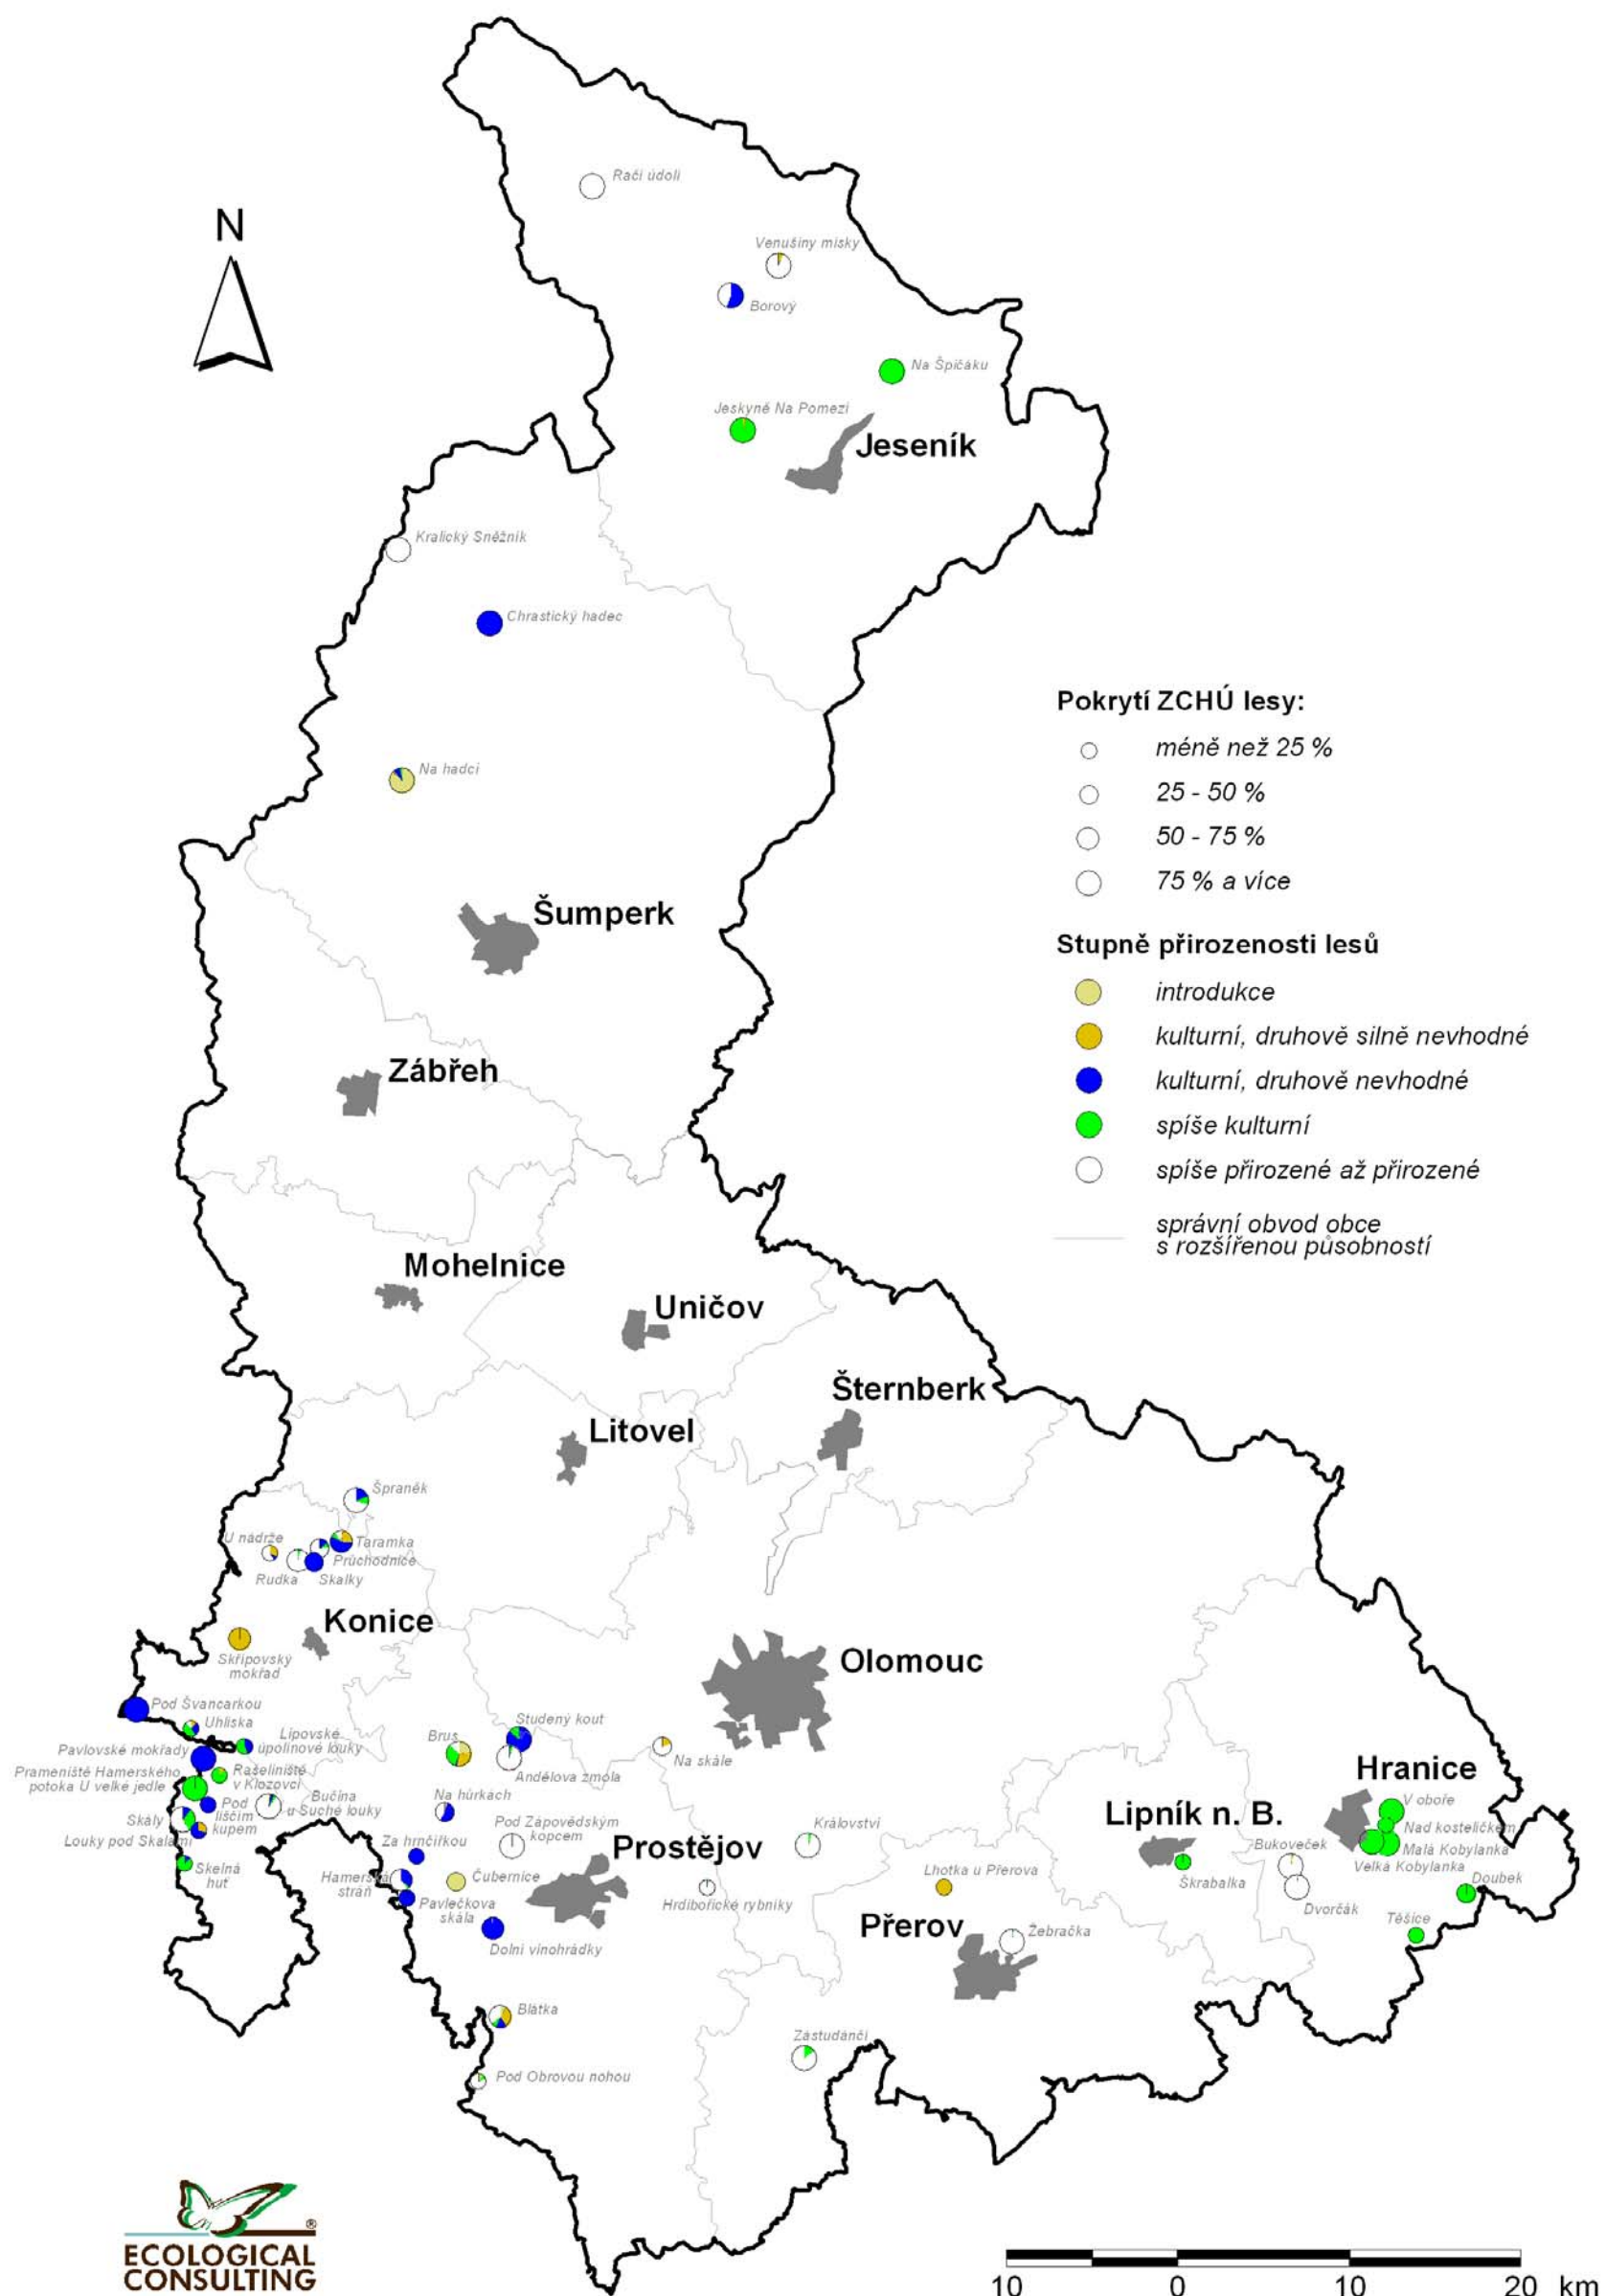 Račí údolí
N
Venušiny misky
Borový
Na Špičáku
Jeskyně Na Pomezí
Jeseník
Kralický Sněžník
Chrastický hadec
Pokrytí ZCHÚ lesy:
méně než 25 %
25 - 50 %
50 - 75 %
75 % a více
Na hadci
Šumperk
Stupně přirozenosti lesů
introdukce
kulturní, druhově silně nevhodné
kulturní, druhově nevhodné
spíše kulturní
spíše přirozené až přirozené
správní obvod obce
s rozšířenou působností
Zábřeh
Mohelnice
Uničov
Šternberk
Litovel
Špraněk
U nádrže
Taramka
Průchodnice
Rudka
Skalky
Konice
Skřípovský
mokřad
Olomouc
Pod Švancarkou
Uhliska
Lipovské
úpolínové louky
Pavlovské mokřady
Prameniště Hamerského
potoka U velké jedle
Rašeliniště
v Klozovci
Bučina
u Suché louky
Skály
Pod
liščím
kupem
Louky pod Skalami
Skelná
huť
Studený kout
Brus
Andělova zmola
Na skále
Na hůrkách
Pod Zápovědským
kopcem
Prostějov
Za hrnčířkou
Čubernice
Hamerská
stráň
Pavlečkova
skála
Dolní vinohrádky
Království
Hrdibořické rybníky
Lhotka u Přerova
Přerov
Žebračka
Lipník n. B.
Škrabalka
Hranice
V oboře
Nad kostelíčkem
Malá Kobylanka
Velká Kobylanka
Bukoveček
Dvorčák
Doubek
Těšice
Blátka
Pod Obrovou nohou
Zástudánčí
®
ECOLOGICAL
CONSULTING
10 0 10 20 km